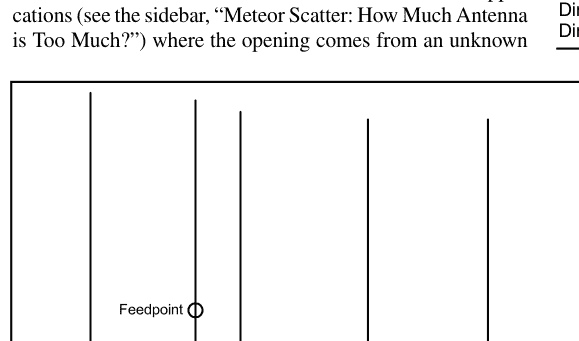 cations (see the sidebar, “Meteor Scatter: How Much Antenna
is Too Much?”) where the opening comes from an unknown
Feedpoint